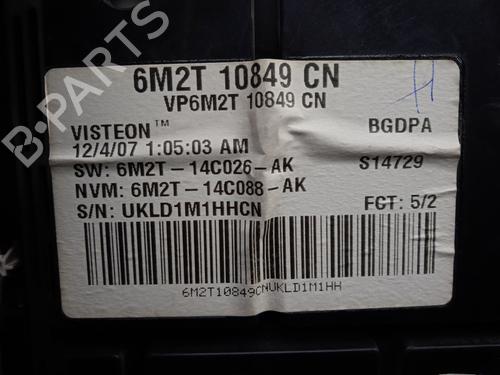 6M2T 10849 CN
VP6M2T 10849 CN
VISTEON™ BGDPA
12/4/07 1:05:03 AM
SW: 6M2T-14C026-AK S14729
NVM: 6M2T-14C088-AK
S/N: UKLD1M1HHCN FGT: 5/2
6M2T10849CNUKLD1M1HH
B-PARTS